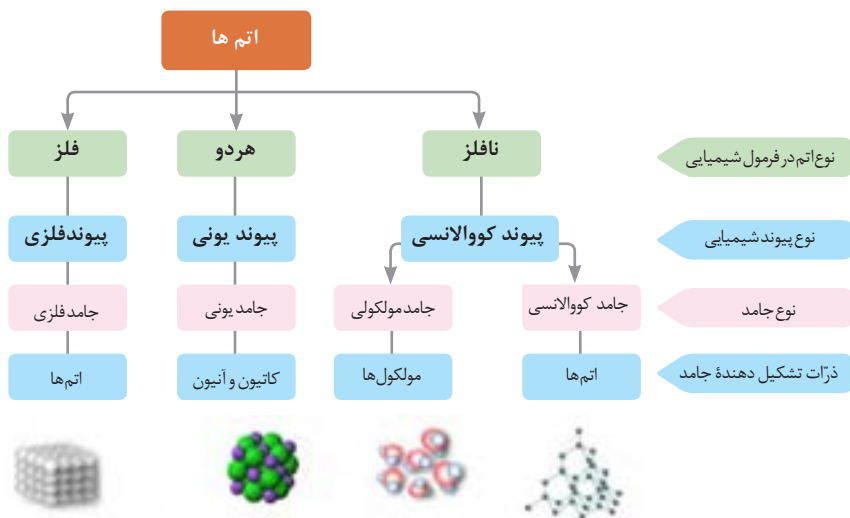 اتم ها
نوع اتم در فرمول شیمیایی
نافلز
هردو
فلز
نوع پیوند شیمیایی
پیوند کووالانسی
پیوند یونی
پیوند فلزی
نوع جامد
جامد کووالانسی
جامد مولکولی
جامد یونی
جامد فلزی
ذرّات تشکیل دهندهٔ جامد
اتم‌ها
مولکول‌ها
کاتیون و آنیون
اتم‌ها